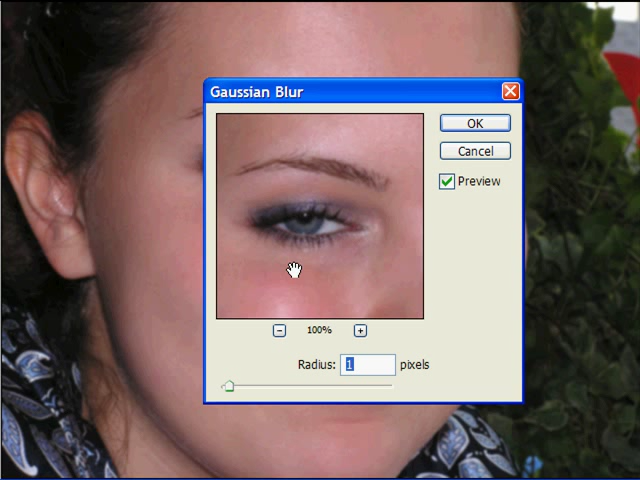 Gaussian Blur
OK
Cancel
Preview
100%
Radius: 1 pixels